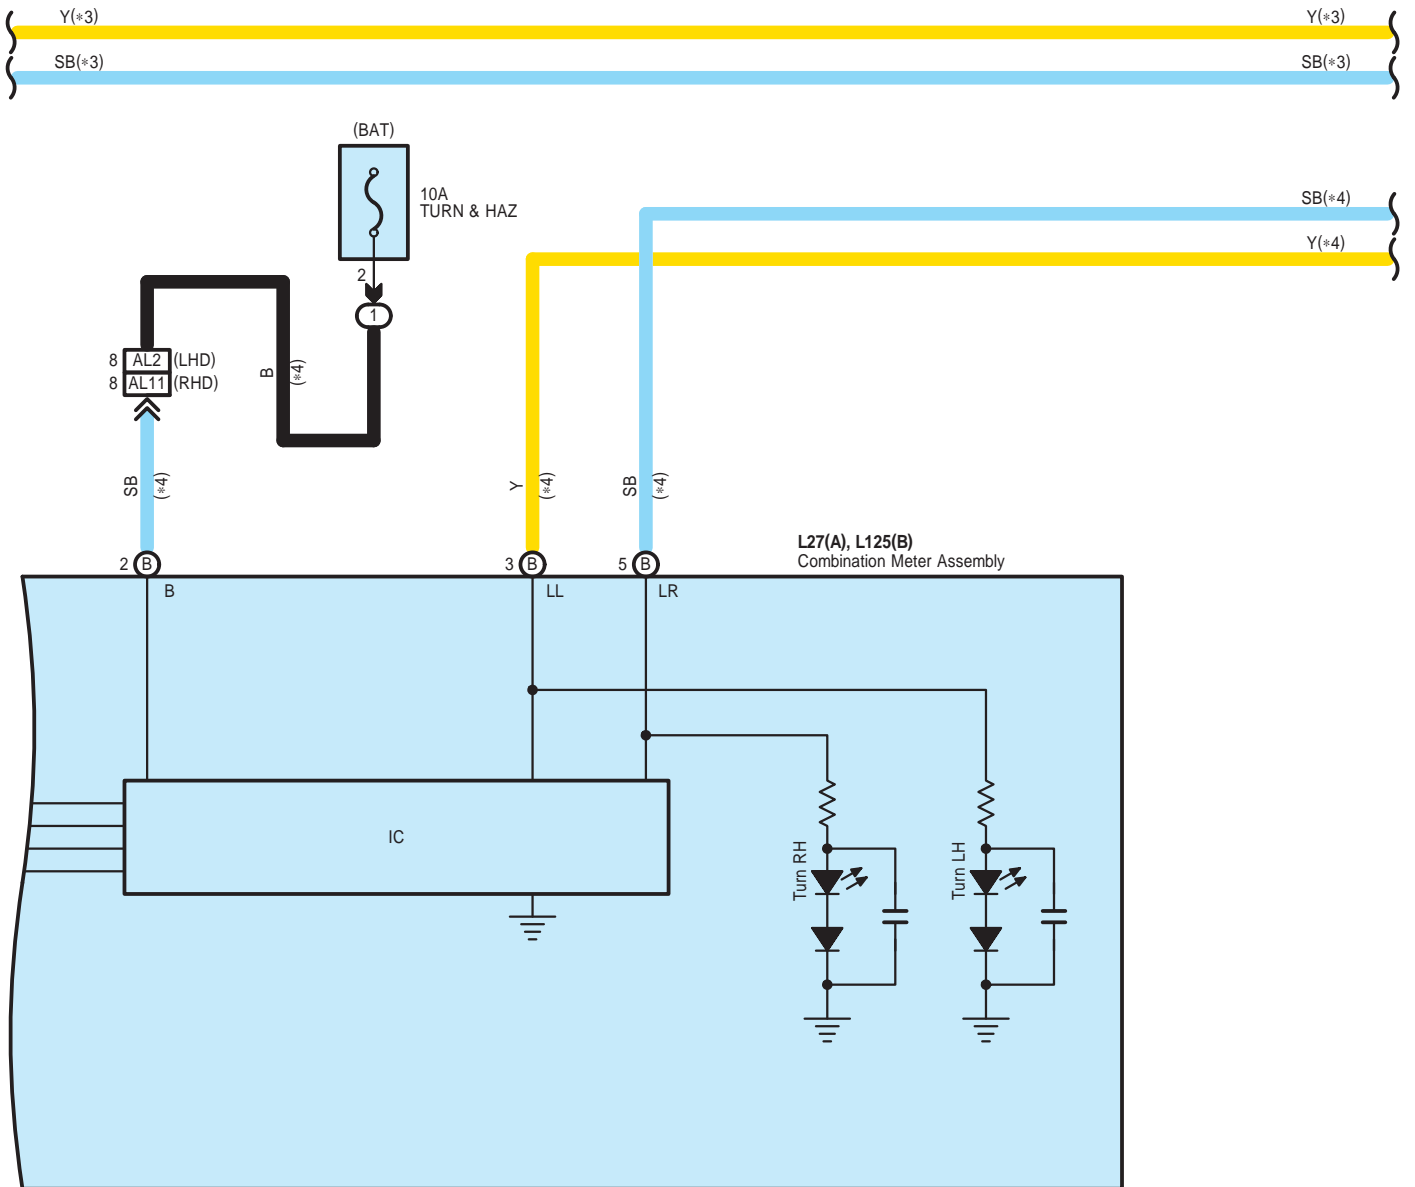 Y(*3) Y(*3)
SB(*3) SB(*3)
(BAT)
10A
TURN & HAZ
SB(*4)
Y(*4)
2
1
8 AL2 (LHD)
8 AL11 (RHD)
B
(*4)
SB
(*4)
Y
(*4)
SB
(*4)
L27(A), L125(B)
Combination Meter Assembly
2 B
3 B
5 B
B
LL
LR
IC
Turn RH
Turn LH